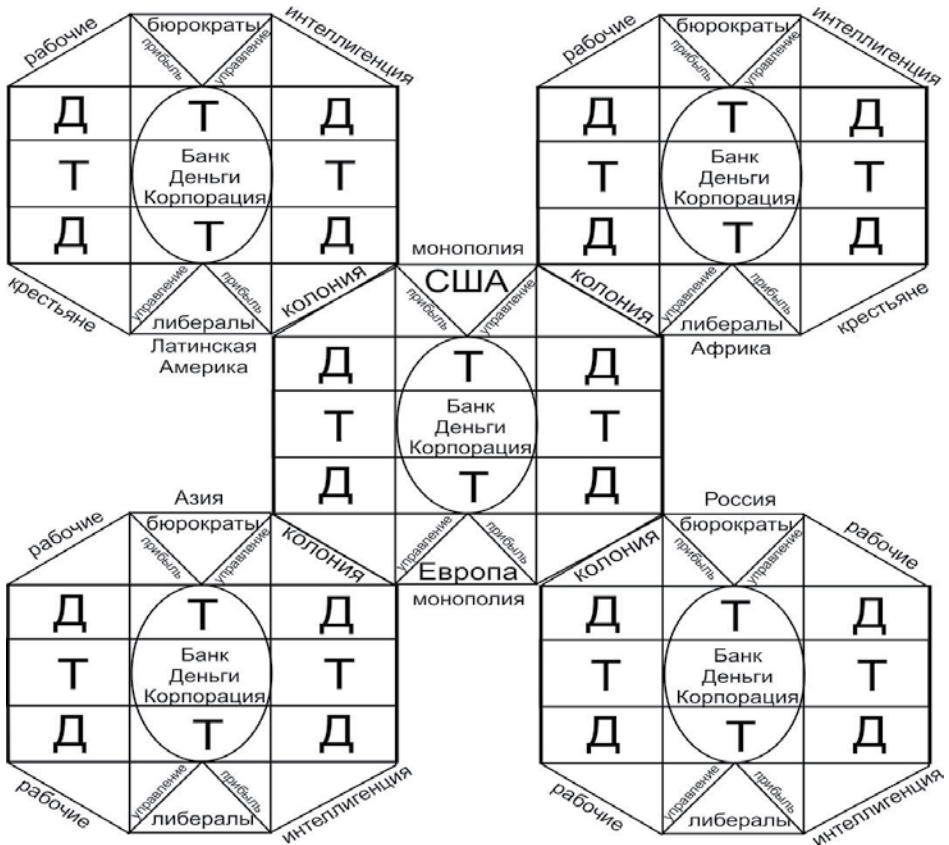 рабочие
бюрократы
интеллигенция
прибыль
управление
Д Т Д
Т Банк Т
Деньги
Корпорация
Д Т Д
крестьяне
управление
прибыль
колония
либералы
Латинская
Америка
рабочие
бюрократы
интеллигенция
прибыль
управление
Д Т Д
Т Банк Т
Деньги
Корпорация
Д Т Д
колония
управление
прибыль
крестьяне
либералы
Африка
монополия
США
прибыль
управление
Д Т Д
Т Банк Т
Деньги
Корпорация
Д Т Д
управление
прибыль
Европа
монополия
Азия
рабочие
бюрократы
колония
прибыль
управление
Д Т Д
Т Банк Т
Деньги
Корпорация
Д Т Д
рабочие
управление
прибыль
интеллигенция
либералы
Россия
колония
бюрократы
рабочие
прибыль
управление
Д Т Д
Т Банк Т
Деньги
Корпорация
Д Т Д
рабочие
управление
прибыль
интеллигенция
либералы